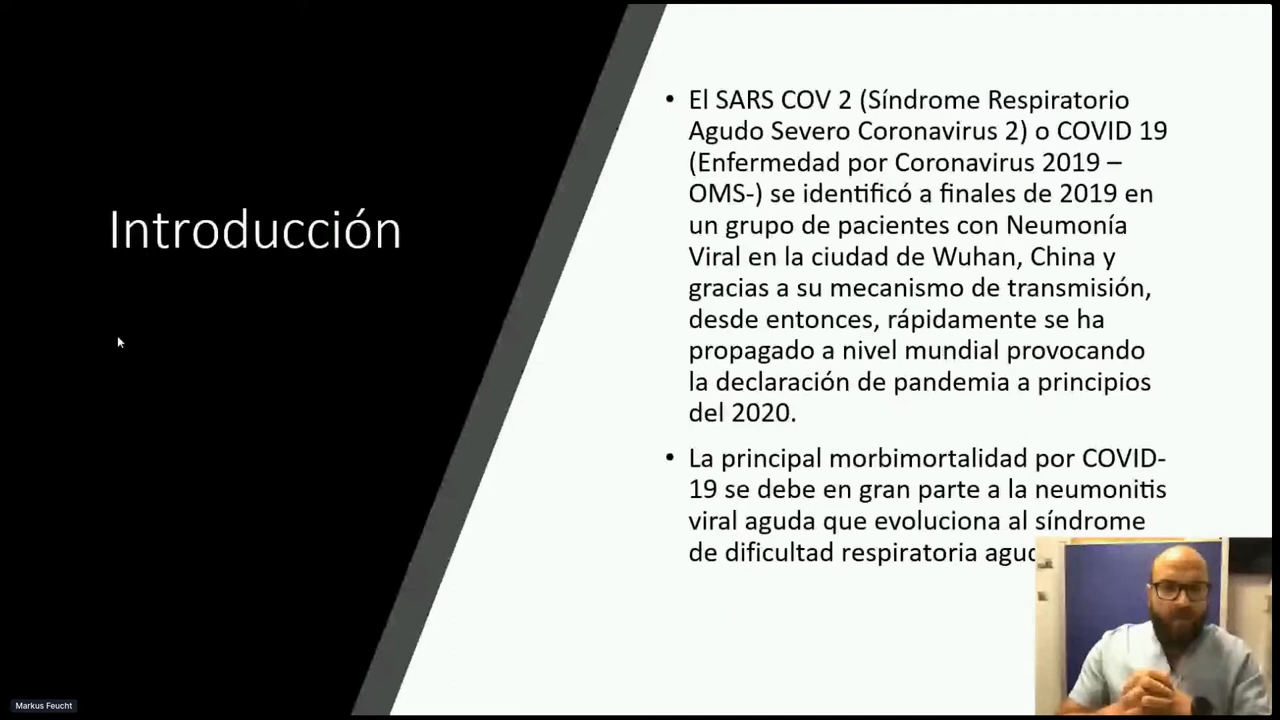 Introducción
• El SARS COV 2 (Síndrome Respiratorio
Agudo Severo Coronavirus 2) o COVID 19
(Enfermedad por Coronavirus 2019 –
OMS-) se identificó a finales de 2019 en
un grupo de pacientes con Neumonía
Viral en la ciudad de Wuhan, China y
gracias a su mecanismo de transmisión,
desde entonces, rápidamente se ha
propagado a nivel mundial provocando
la declaración de pandemia a principios
del 2020.
• La principal morbimortalidad por COVID-
19 se debe en gran parte a la neumonitis
viral aguda que evoluciona al síndrome
de dificultad respiratoria
Markus Feucht